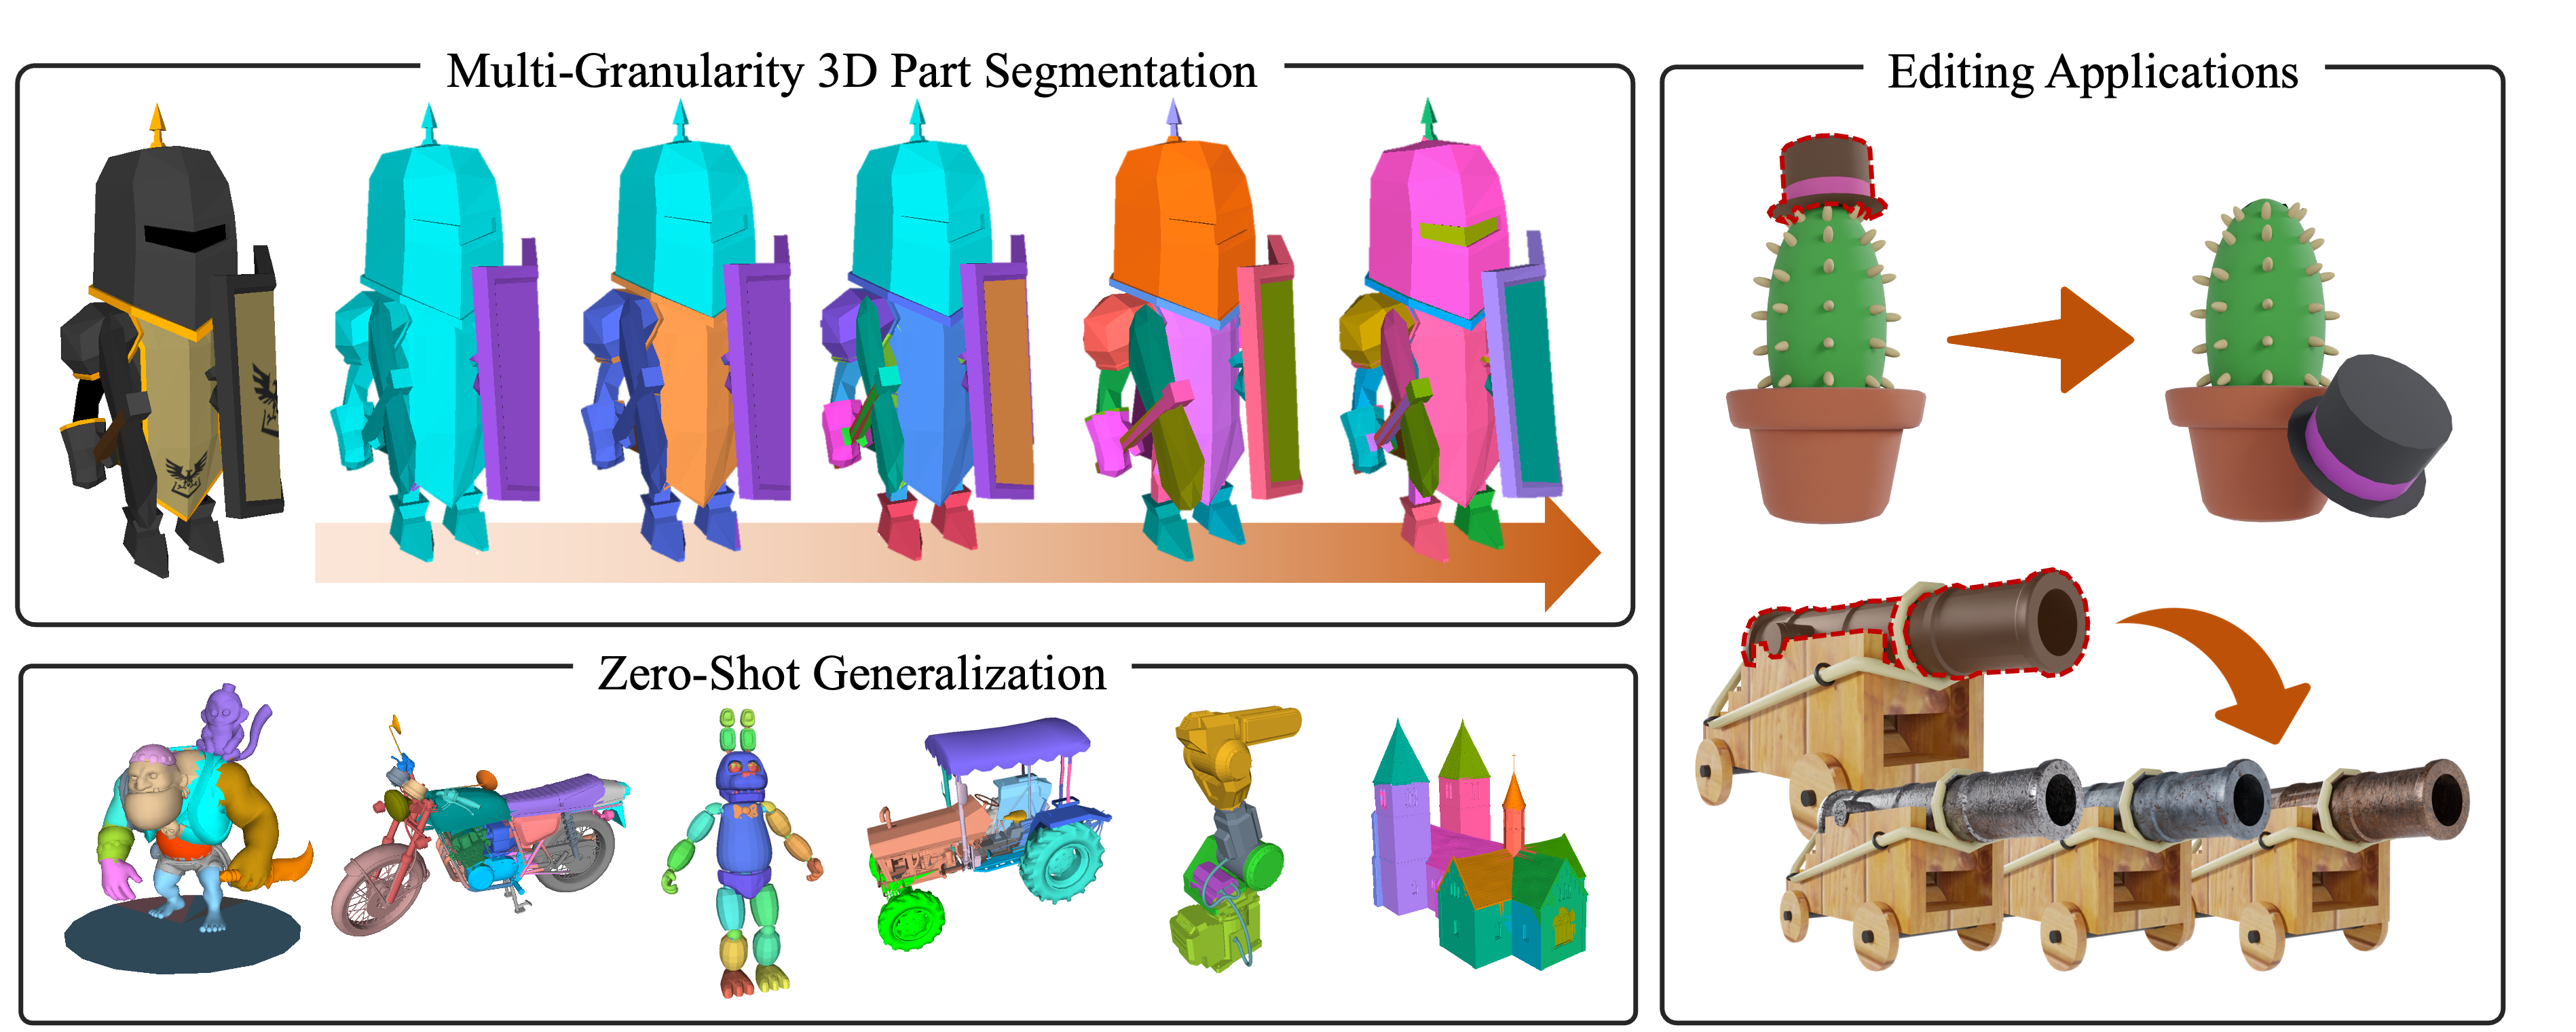 Multi-Granularity 3D Part Segmentation
Editing Applications
Zero-Shot Generalization